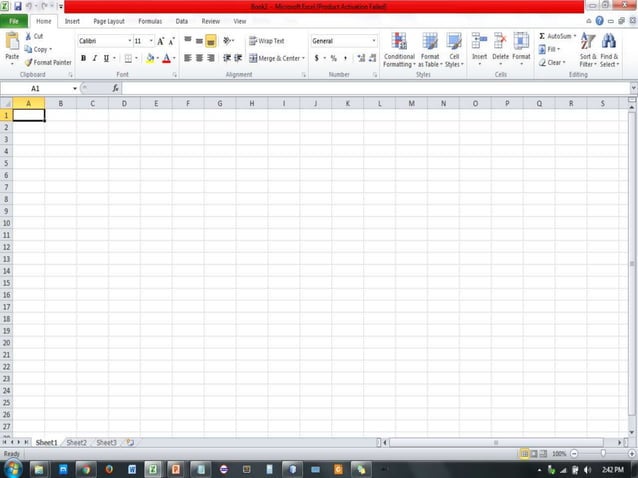 Book2 - Microsoft Excel (Product Activation Failed)
File Home Insert Page Layout Formulas Data Review View
Cut
Copy
Format Painter
Paste
Clipboard
Calibri 11
B I U
Font
Wrap Text
Merge & Center
Alignment
General
$ % ,
Number
Conditional Formatting
Format as Table
Cell Styles
Styles
Insert Delete Format
Cells
AutoSum
Fill
Clear
Sort & Filter
Find & Select
Editing
A1 fx
A B C D E F G H I J K L M N O P Q R S
1
2
3
4
5
6
7
8
9
10
11
12
13
14
15
16
17
18
19
20
21
22
23
24
25
26
27
Sheet1 Sheet2 Sheet3
Ready 100%
2:42 PM